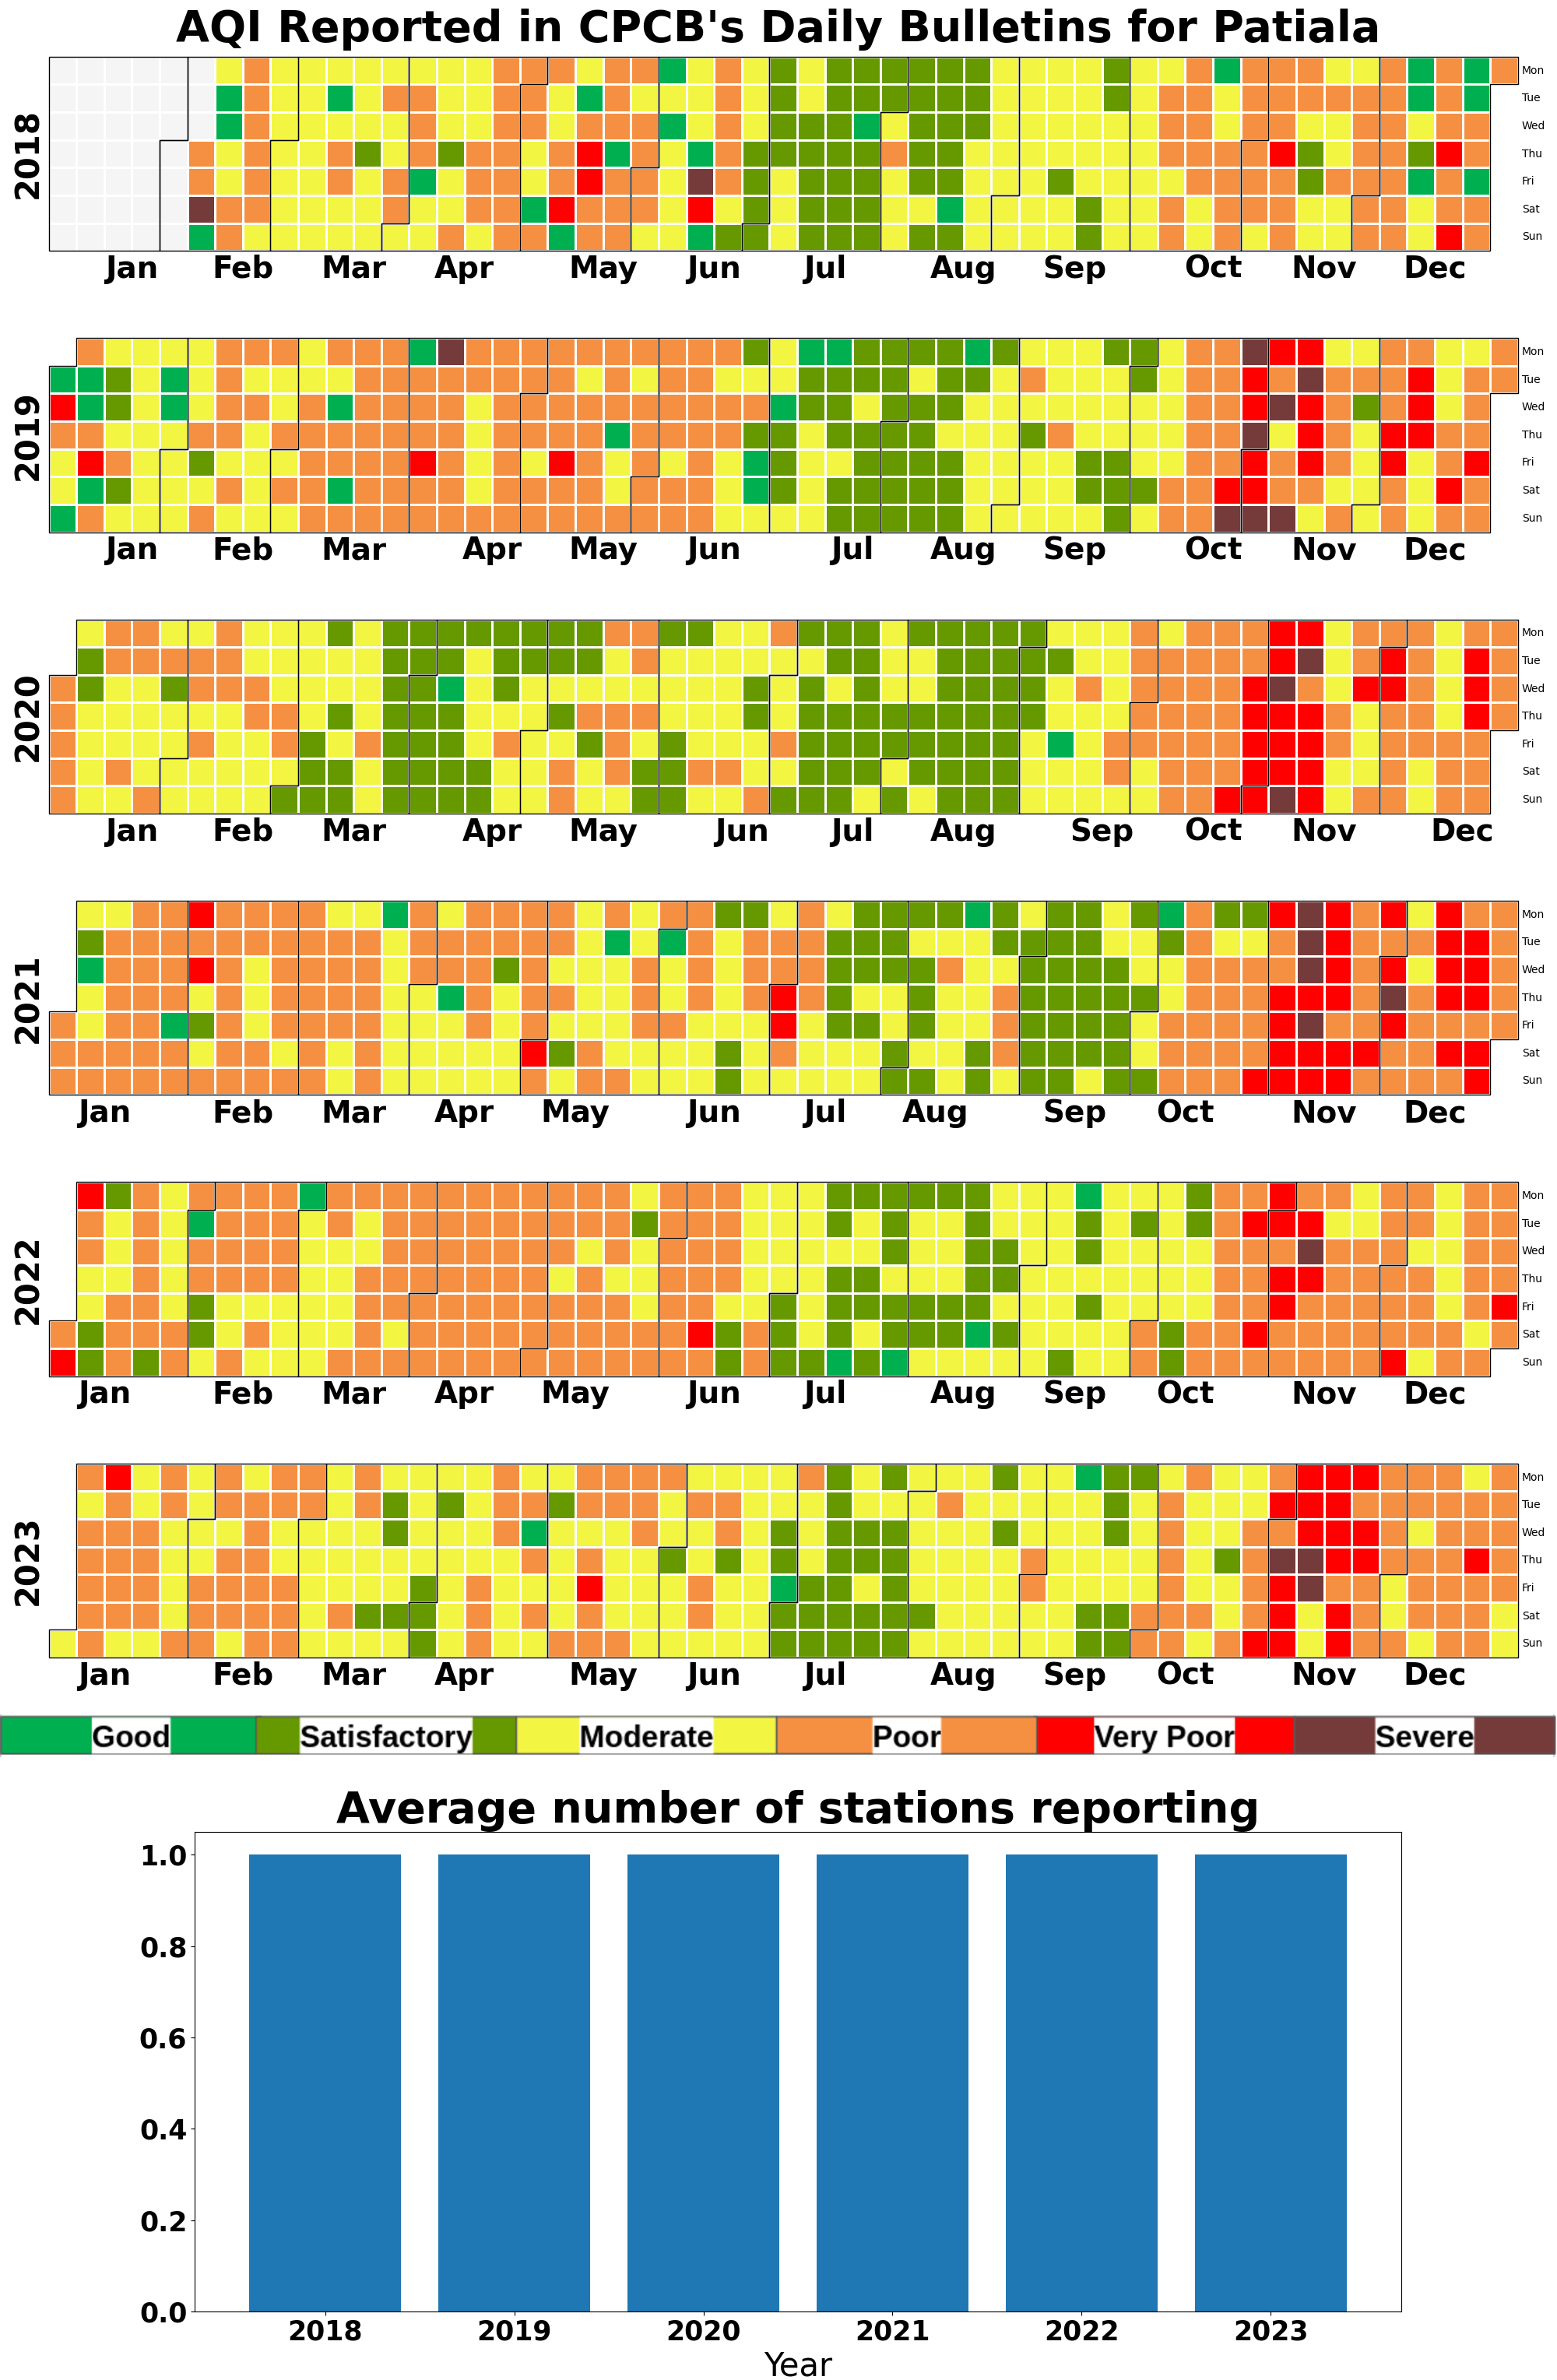 AQI Reported in CPCB's Daily Bulletins for Patiala
2018
Mon
Tue
Wed
Thu
Fri
Sat
Sun
Jan Feb Mar Apr May Jun Jul Aug Sep Oct Nov Dec
2019
Mon
Tue
Wed
Thu
Fri
Sat
Sun
Jan Feb Mar Apr May Jun Jul Aug Sep Oct Nov Dec
2020
Mon
Tue
Wed
Thu
Fri
Sat
Sun
Jan Feb Mar Apr May Jun Jul Aug Sep Oct Nov Dec
2021
Mon
Tue
Wed
Thu
Fri
Sat
Sun
Jan Feb Mar Apr May Jun Jul Aug Sep Oct Nov Dec
2022
Mon
Tue
Wed
Thu
Fri
Sat
Sun
Jan Feb Mar Apr May Jun Jul Aug Sep Oct Nov Dec
2023
Mon
Tue
Wed
Thu
Fri
Sat
Sun
Jan Feb Mar Apr May Jun Jul Aug Sep Oct Nov Dec
Good Satisfactory Moderate Poor Very Poor Severe
Average number of stations reporting
1.0
0.8
0.6
0.4
0.2
0.0
2018 2019 2020 2021 2022 2023
Year